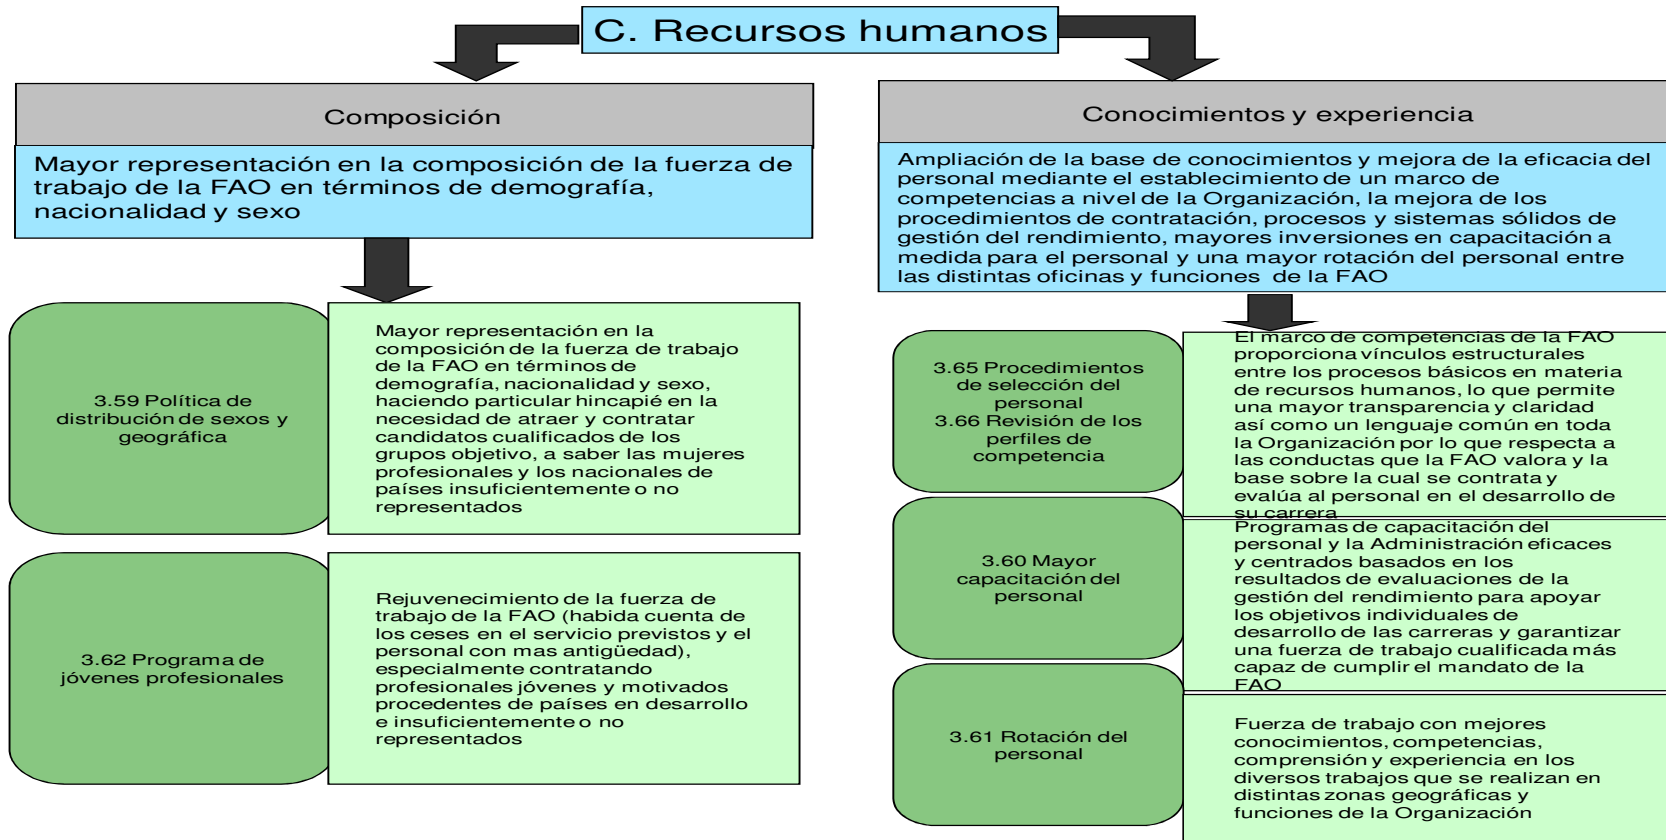 C. Recursos humanos
Composición
Mayor representación en la composición de la fuerza de
trabajo de la FAO en términos de demografía,
nacionalidad y sexo
3.59 Política de
distribución de sexos y
geográfica
Mayor representación en la
composición de la fuerza de trabajo
de la FAO en términos de
demografía, nacionalidad y sexo,
haciendo particular hincapié en la
necesidad de atraer y contratar
candidatos cualificados de los
grupos objetivo, a saber las mujeres
profesionales y los nacionales de
países insuficientemente o no
representados
3.62 Programa de
jóvenes profesionales
Rejuvenecimiento de la fuerza de
trabajo de la FAO (habida cuenta de
los ceses en el servicio previstos y el
personal con mas antigüedad),
especialmente contratando
profesionales jóvenes y motivados
procedentes de países en desarrollo
e insuficientemente o no
representados
Conocimientos y experiencia
Ampliación de la base de conocimientos y mejora de la eficacia del
personal mediante el establecimiento de un marco de
competencias a nivel de la Organización, la mejora de los
procedimientos de contratación, procesos y sistemas sólidos de
gestión del rendimiento, mayores inversiones en capacitación a
medida para el personal y una mayor rotación del personal entre
las distintas oficinas y funciones de la FAO
3.65 Procedimientos
de selección del
personal
3.66 Revisión de los
perfiles de
competencia
El marco de competencias de la FAO
proporciona vínculos estructurales
entre los procesos básicos en materia
de recursos humanos, lo que permite
una mayor transparencia y claridad
así como un lenguaje común en toda
la Organización por lo que respecta a
las conductas que la FAO valora y la
base sobre la cual se contrata y
evalúa al personal en el desarrollo de
su carrera
3.60 Mayor
capacitación del
personal
Programas de capacitación del
personal y la Administración eficaces
y centrados basados en los
resultados de evaluaciones de la
gestión del rendimiento para apoyar
los objetivos individuales de
desarrollo de las carreras y garantizar
una fuerza de trabajo cualificada más
capaz de cumplir el mandato de la
FAO
3.61 Rotación del
personal
Fuerza de trabajo con mejores
conocimientos, competencias,
comprensión y experiencia en los
diversos trabajos que se realizan en
distintas zonas geográficas y
funciones de la Organización